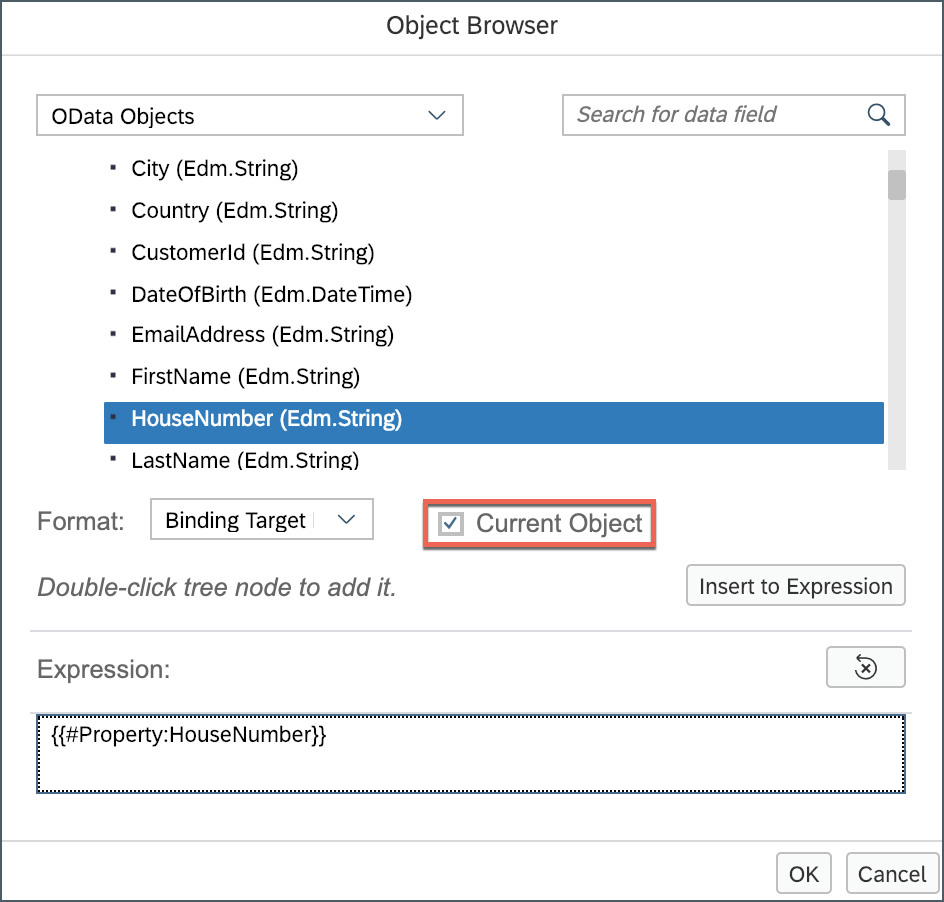 Object Browser
OData Objects
Search for data field
City (Edm.String)
Country (Edm.String)
CustomerId (Edm.String)
DateOfBirth (Edm.DateTime)
EmailAddress (Edm.String)
FirstName (Edm.String)
HouseNumber (Edm.String)
LastName (Edm.String)
Format: Binding Target Current Object
Double-click tree node to add it. Insert to Expression
Expression:
{{#Property:HouseNumber}}
OK Cancel